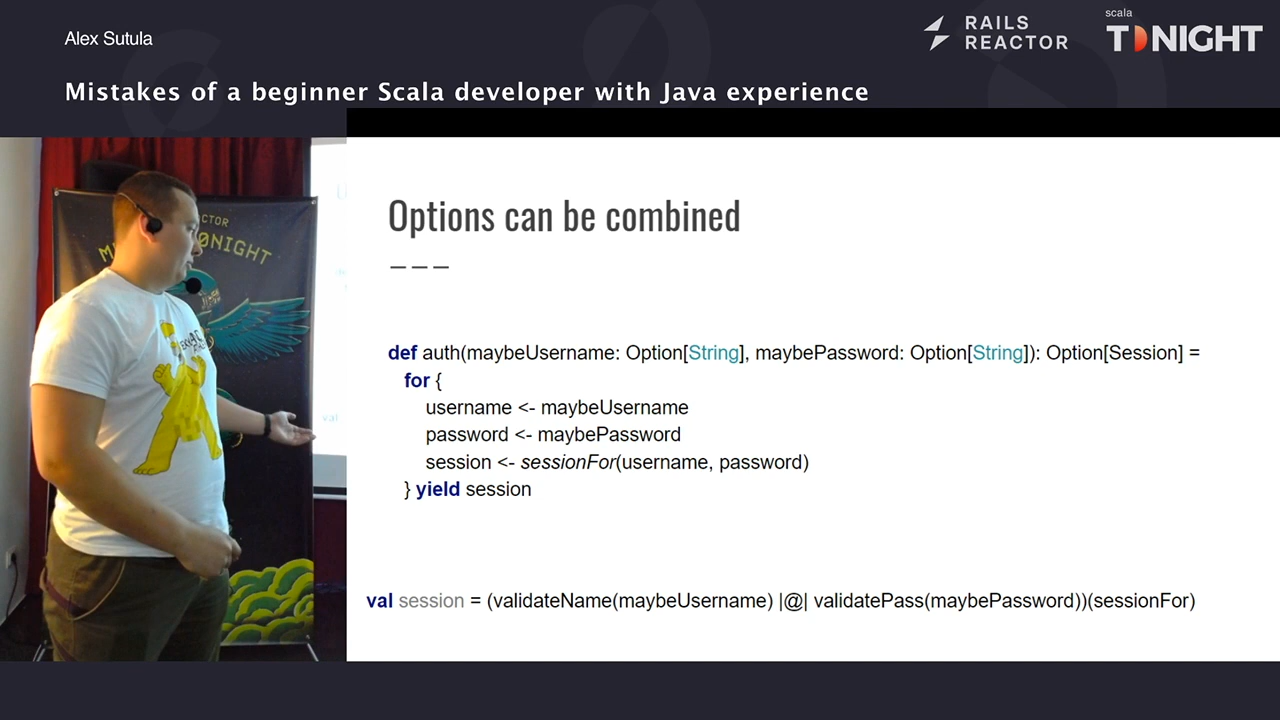 Alex Sutula
RAILS
REACTOR
scala
TONIGHT
Mistakes of a beginner Scala developer with Java experience
Options can be combined
def auth(maybeUsername: Option[String], maybePassword: Option[String]): Option[Session] =
for {
username <- maybeUsername
password <- maybePassword
session <- sessionFor(username, password)
} yield session
val session = (validateName(maybeUsername) |@| validatePass(maybePassword))(sessionFor)
val